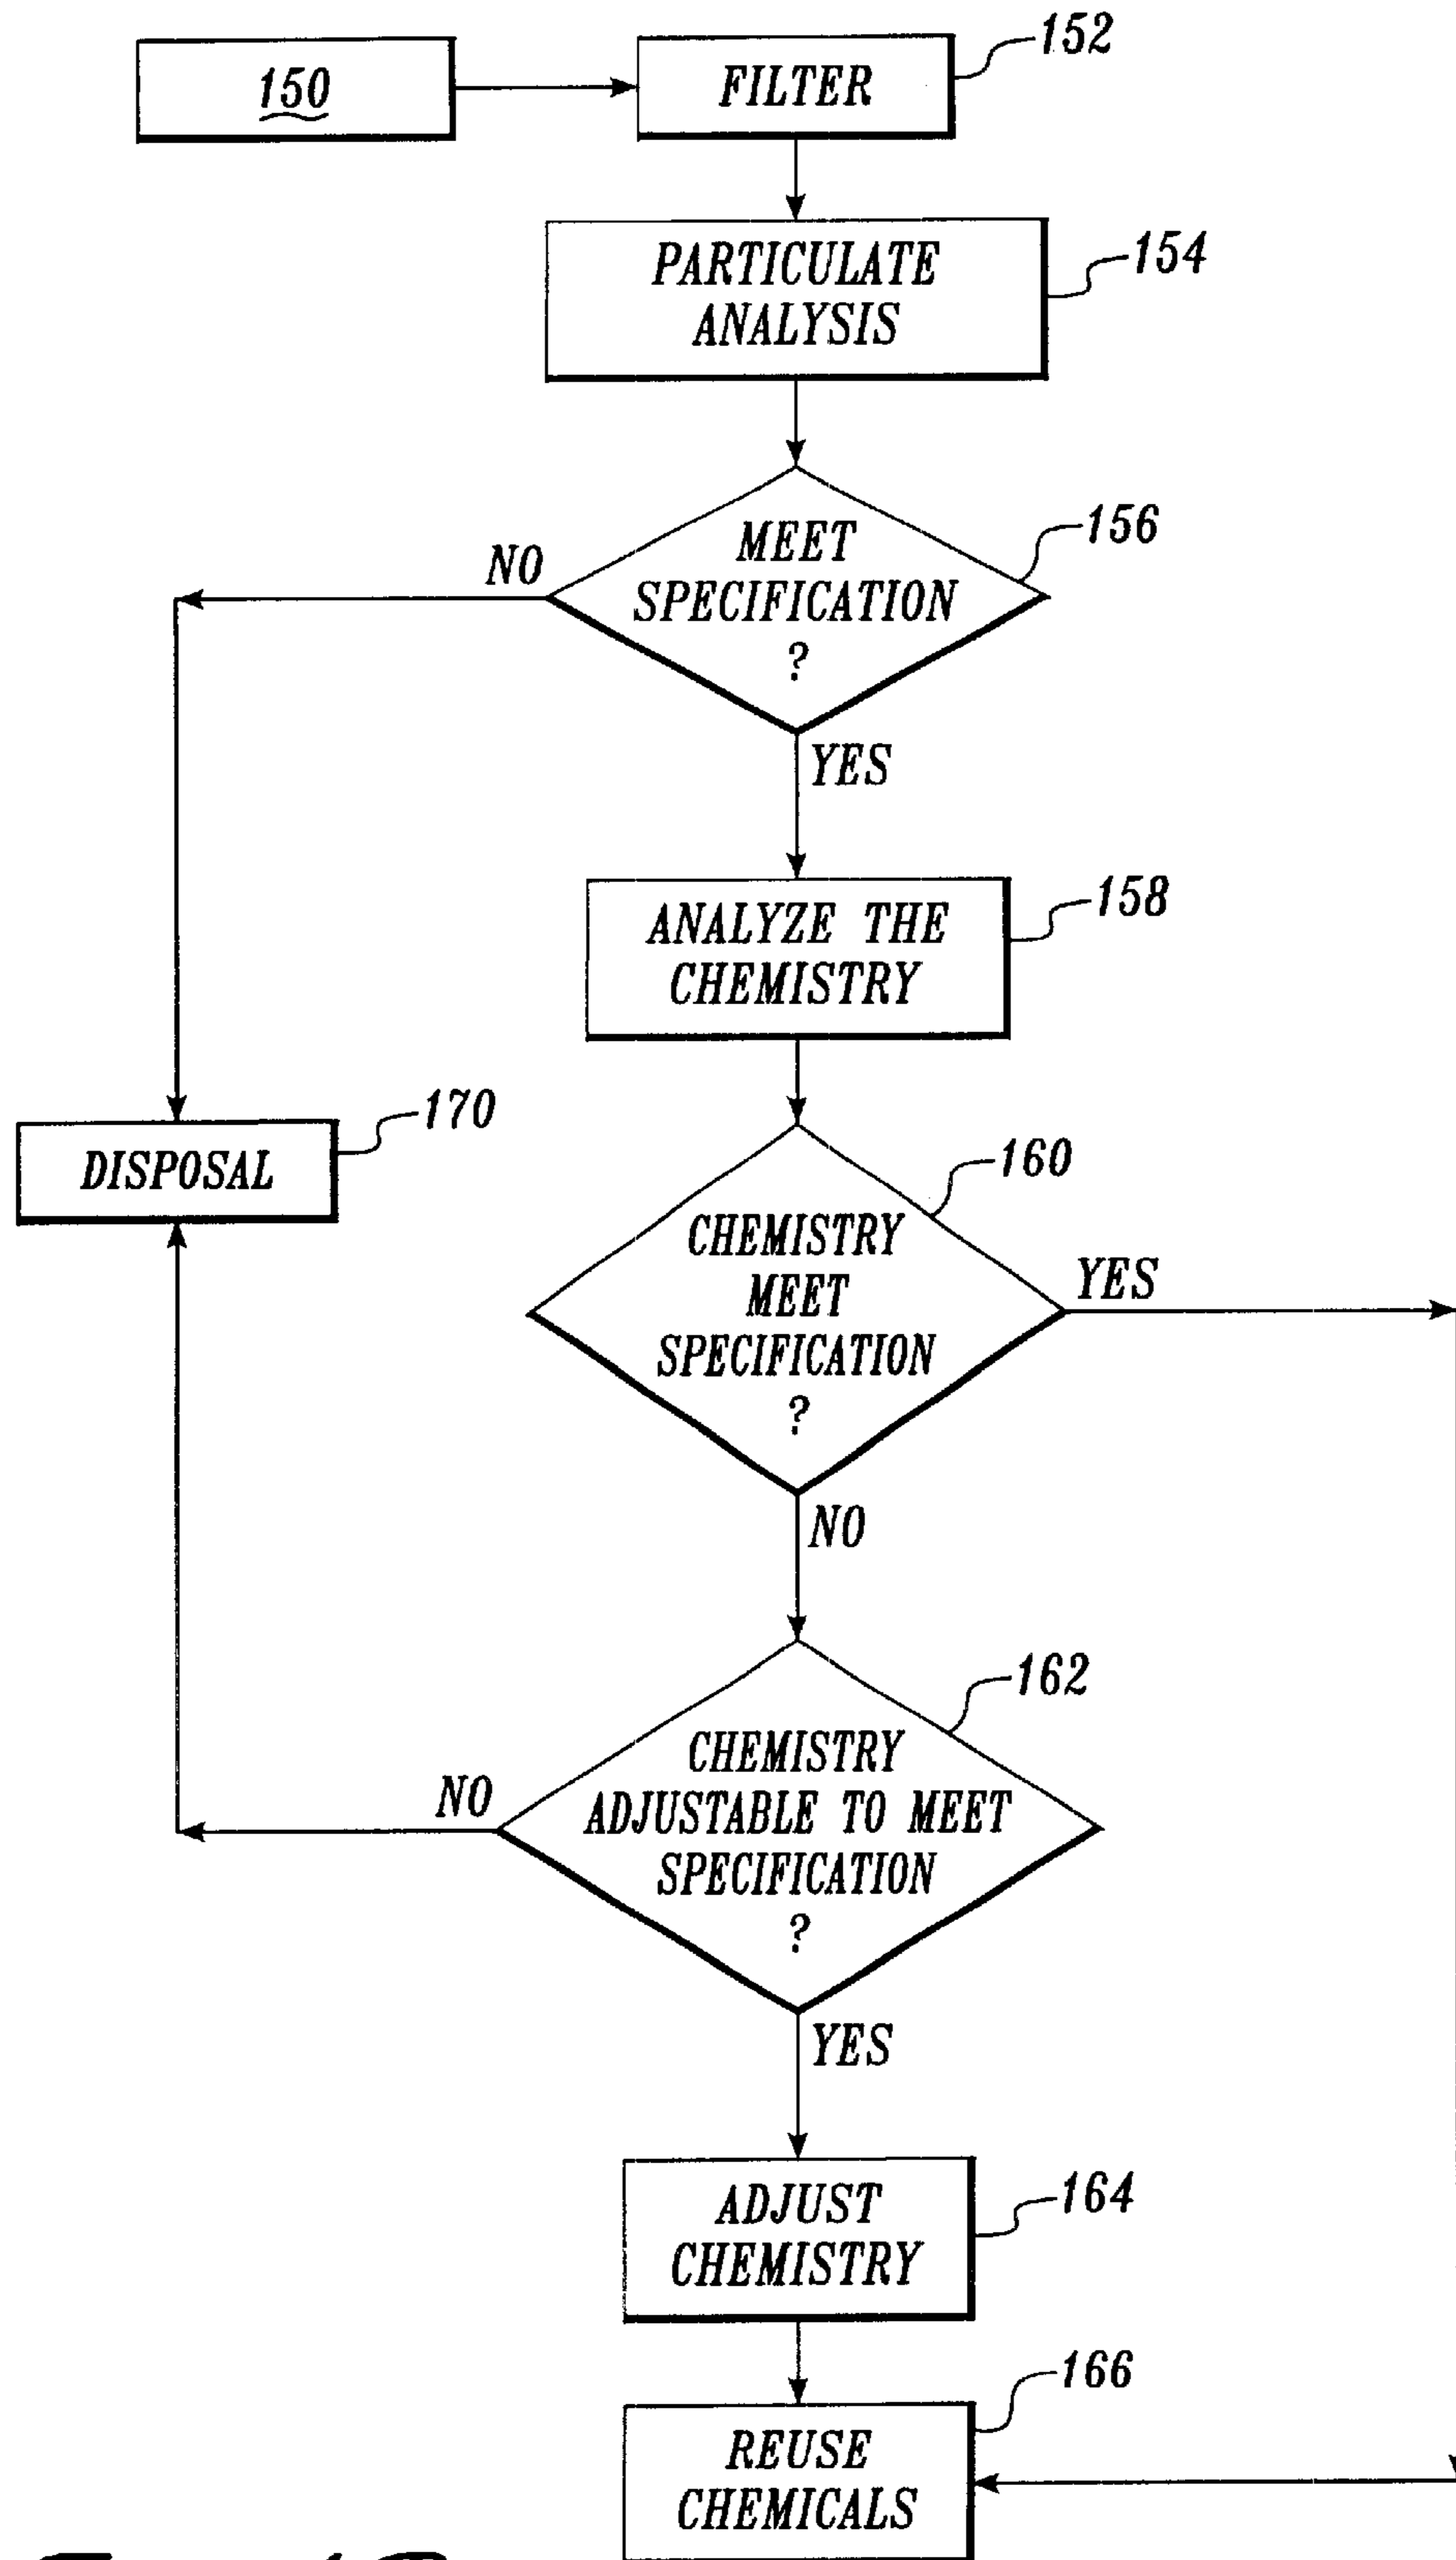 150
FILTER
152
PARTICULATE
ANALYSIS
154
MEET
SPECIFICATION
?
156
NO
YES
ANALYZE THE
CHEMISTRY
158
DISPOSAL
170
CHEMISTRY
MEET
SPECIFICATION
?
160
YES
NO
CHEMISTRY
ADJUSTABLE TO MEET
SPECIFICATION
?
162
NO
YES
ADJUST
CHEMISTRY
164
REUSE
CHEMICALS
166